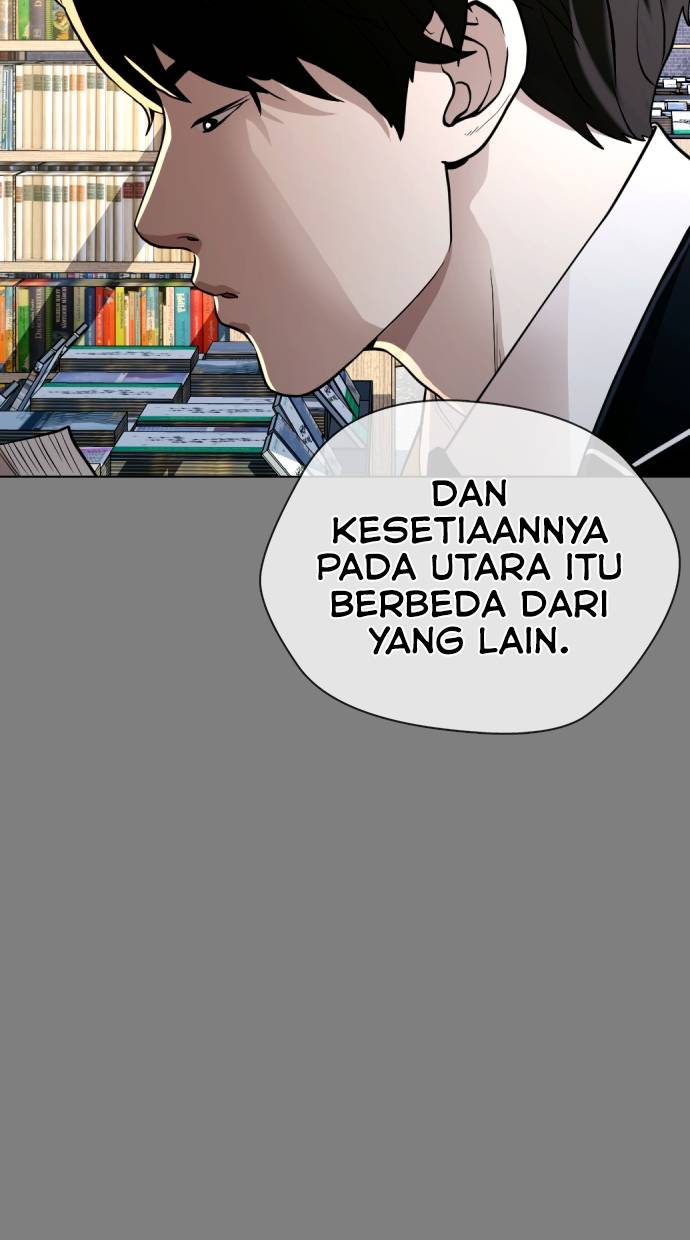 DAN
KESETIAANNYA
PADA UTARA ITU
BERBEDA DARI
YANG LAIN.